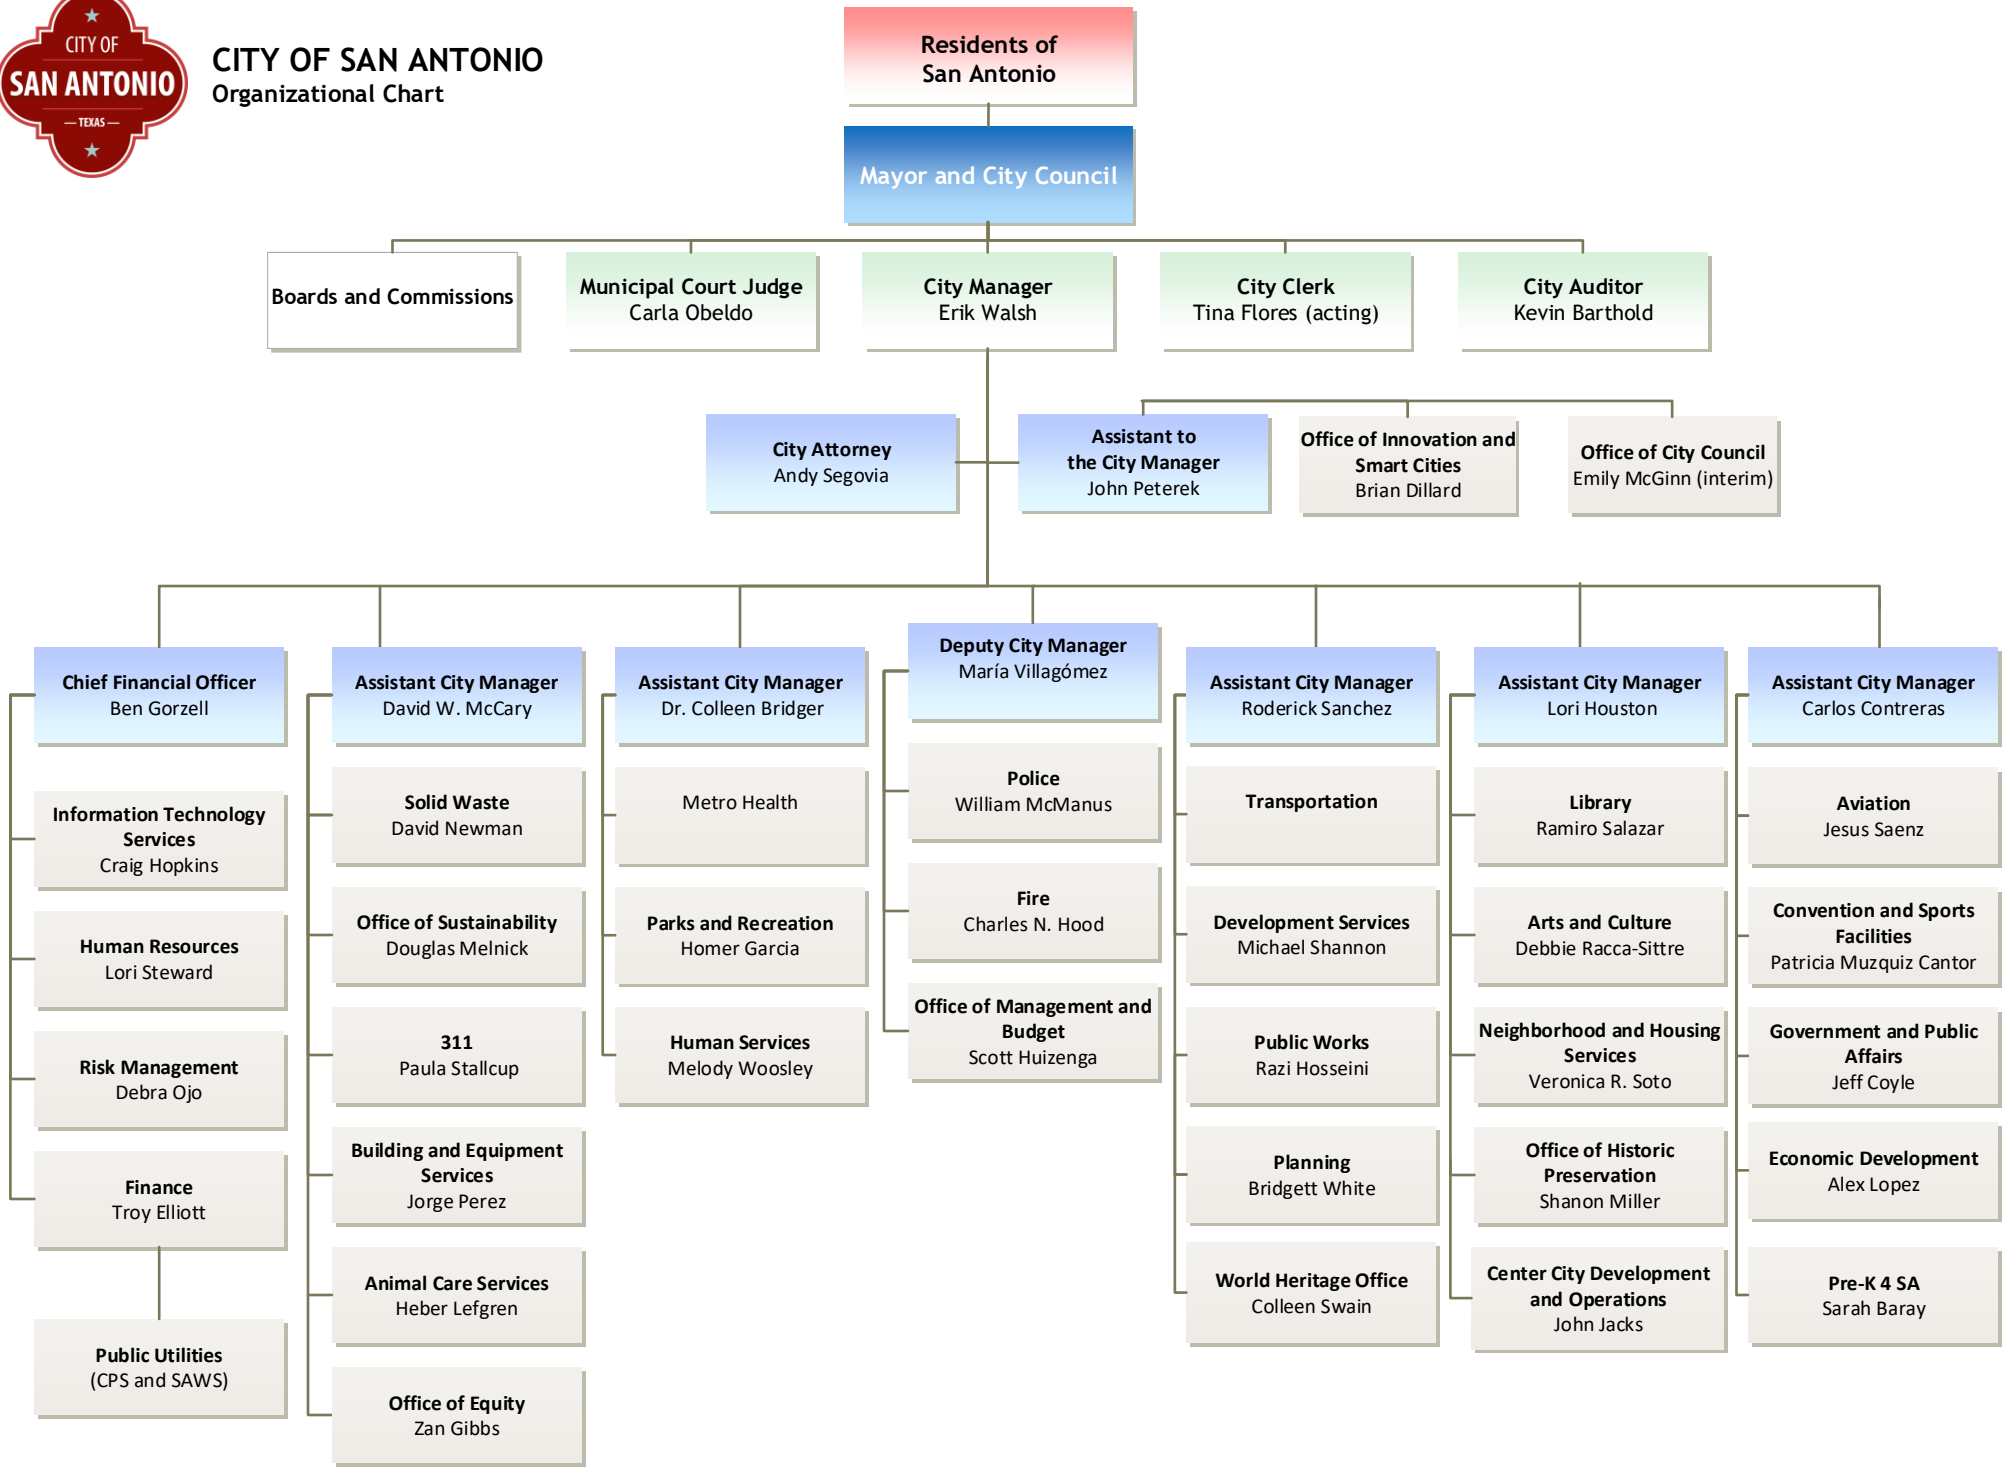 CITY OF
SAN ANTONIO
TEXAS
CITY OF SAN ANTONIO
Organizational Chart
Residents of
San Antonio
Mayor and City Council
Boards and Commissions
Municipal Court Judge
Carla Obeldo
City Manager
Erik Walsh
City Clerk
Tina Flores (acting)
City Auditor
Kevin Barthold
City Attorney
Andy Segovia
Assistant to
the City Manager
John Peterek
Office of Innovation and
Smart Cities
Brian Dillard
Office of City Council
Emily McGinn (interim)
Chief Financial Officer
Ben Gorzell
Information Technology
Services
Craig Hopkins
Human Resources
Lori Steward
Risk Management
Debra Ojo
Finance
Troy Elliott
Public Utilities
(CPS and SAWS)
Assistant City Manager
David W. McCary
Solid Waste
David Newman
Office of Sustainability
Douglas Melnick
311
Paula Stallcup
Building and Equipment
Services
Jorge Perez
Animal Care Services
Heber Lefgren
Office of Equity
Zan Gibbs
Assistant City Manager
Dr. Colleen Bridger
Metro Health
Parks and Recreation
Homer Garcia
Human Services
Melody Woosley
Deputy City Manager
María Villagómez
Police
William McManus
Fire
Charles N. Hood
Office of Management and
Budget
Scott Huizenga
Assistant City Manager
Roderick Sanchez
Transportation
Development Services
Michael Shannon
Public Works
Razi Hosseini
Planning
Bridgett White
World Heritage Office
Colleen Swain
Assistant City Manager
Lori Houston
Library
Ramiro Salazar
Arts and Culture
Debbie Racca-Sittre
Neighborhood and Housing
Services
Veronica R. Soto
Office of Historic
Preservation
Shanon Miller
Center City Development
and Operations
John Jacks
Assistant City Manager
Carlos Contreras
Aviation
Jesus Saenz
Convention and Sports
Facilities
Patricia Muzquiz Cantor
Government and Public
Affairs
Jeff Coyle
Economic Development
Alex Lopez
Pre-K 4 SA
Sarah Baray